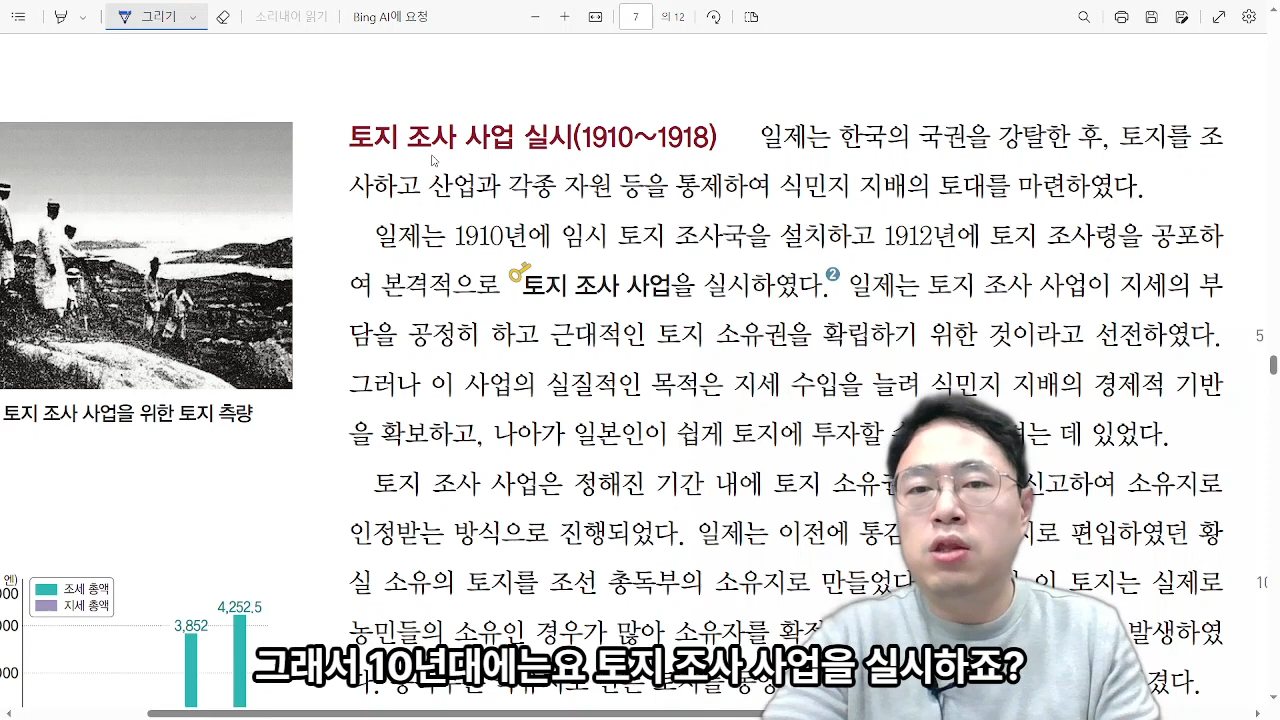 그리기
소리내어 읽기
Bing AI에 요청
7
의 12
토지 조사 사업 실시(1910～1918) 일제는 한국의 국권을 강탈한 후, 토지를 조
사하고 산업과 각종 자원 등을 통제하여 식민지 지배의 토대를 마련하였다.
일제는 1910년에 임시 토지 조사국을 설치하고 1912년에 토지 조사령을 공포하
여 본격적으로 토지 조사 사업을 실시하였다.2 일제는 토지 조사 사업이 지세의 부
담을 공정히 하고 근대적인 토지 소유권을 확립하기 위한 것이라고 선전하였다.
5
그러나 이 사업의 실질적인 목적은 지세 수입을 늘려 식민지 지배의 경제적 기반
을 확보하고, 나아가 일본인이 쉽게 토지에 투자할 는 데 있었다.
토지 조사 사업은 정해진 기간 내에 토지 소유 신고하여 소유지로
인정받는 방식으로 진행되었다. 일제는 이전에 통감 지로 편입하였던 황
실 소유의 토지를 조선 총독부의 소유지로 만들었다 이 토지는 실제로
10
농민들의 소유인 경우가 많아 소유자를 확정 발생하였
겼다.
토지 조사 사업을 위한 토지 측량
엔)
조세 총액
지세 총액
3,852
4,252.5
그래서 10년대에는요 토지 조사 사업을 실시하죠?